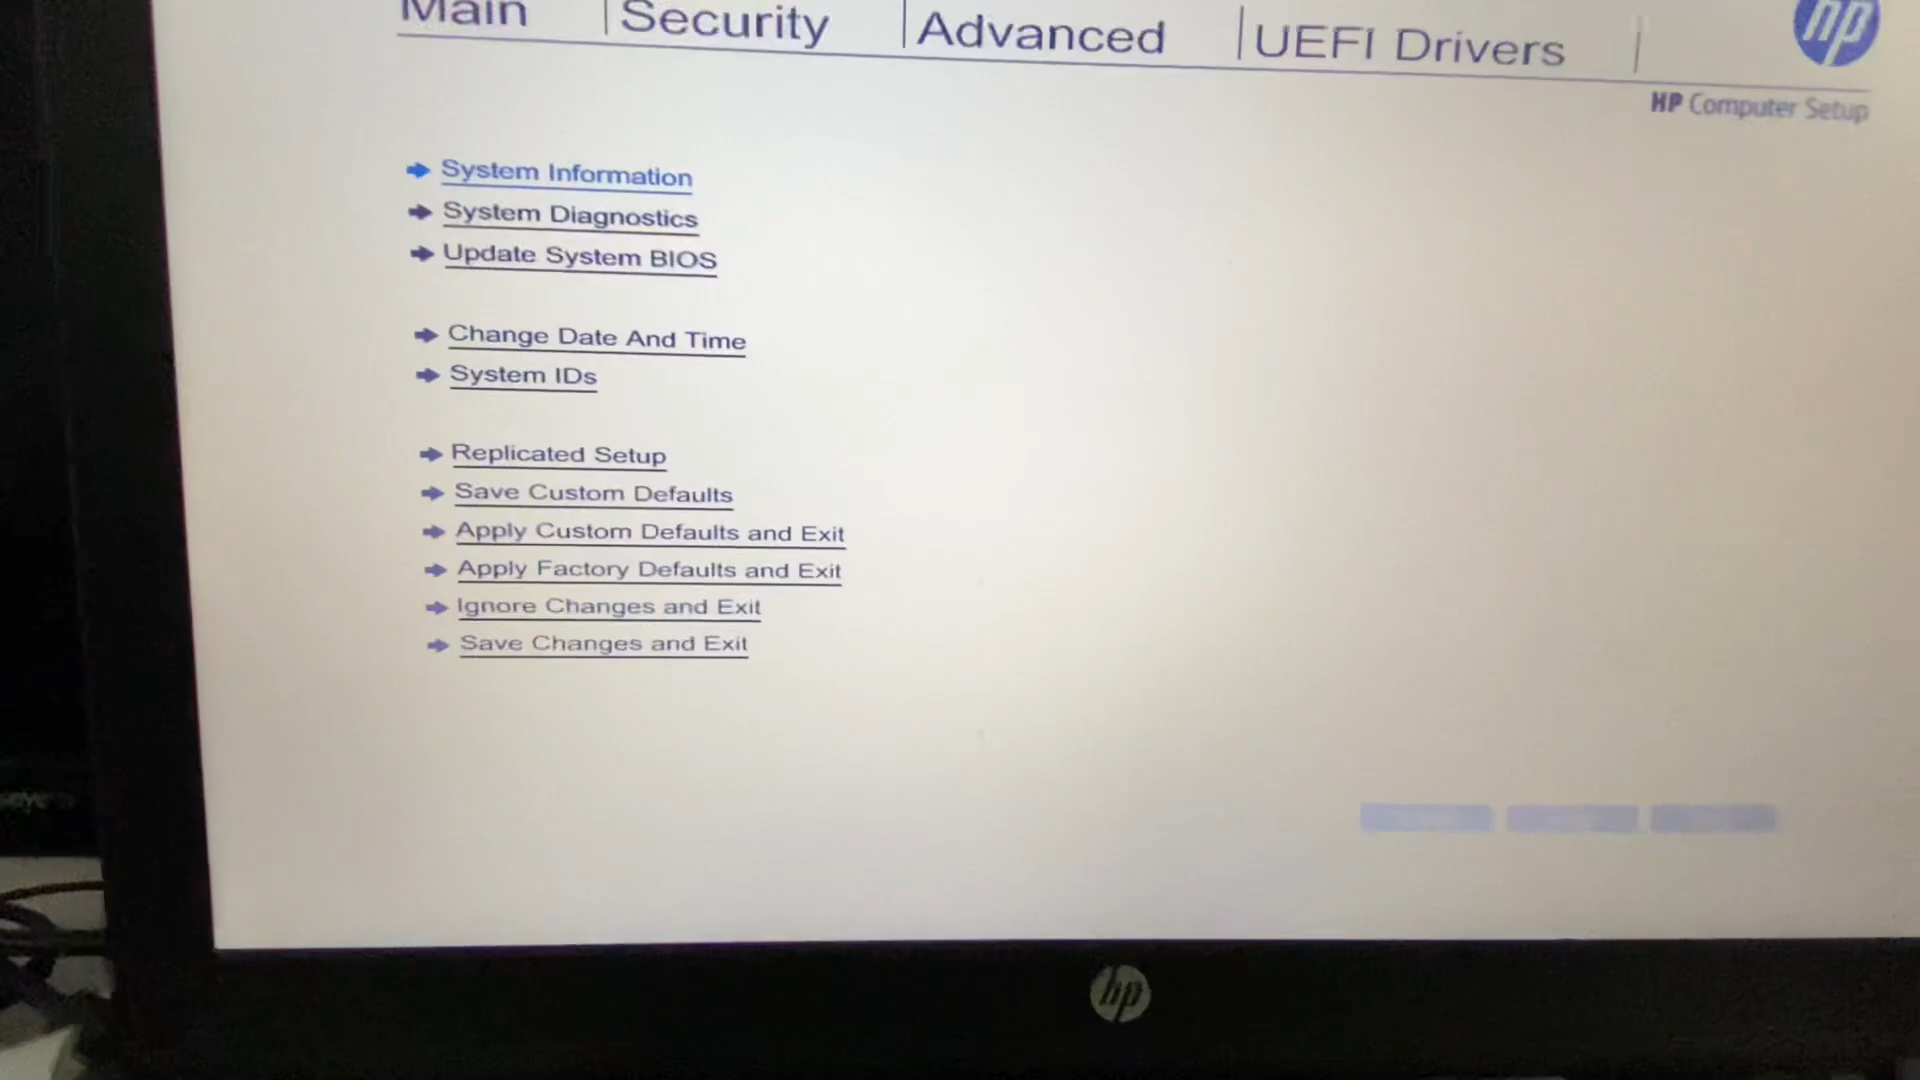 Main
Security
Advanced
UEFI Drivers
hp
HP Computer Setup
System Information
System Diagnostics
Update System BIOS
Change Date And Time
System IDs
Replicated Setup
Save Custom Defaults
Apply Custom Defaults and Exit
Apply Factory Defaults and Exit
Ignore Changes and Exit
Save Changes and Exit
hp